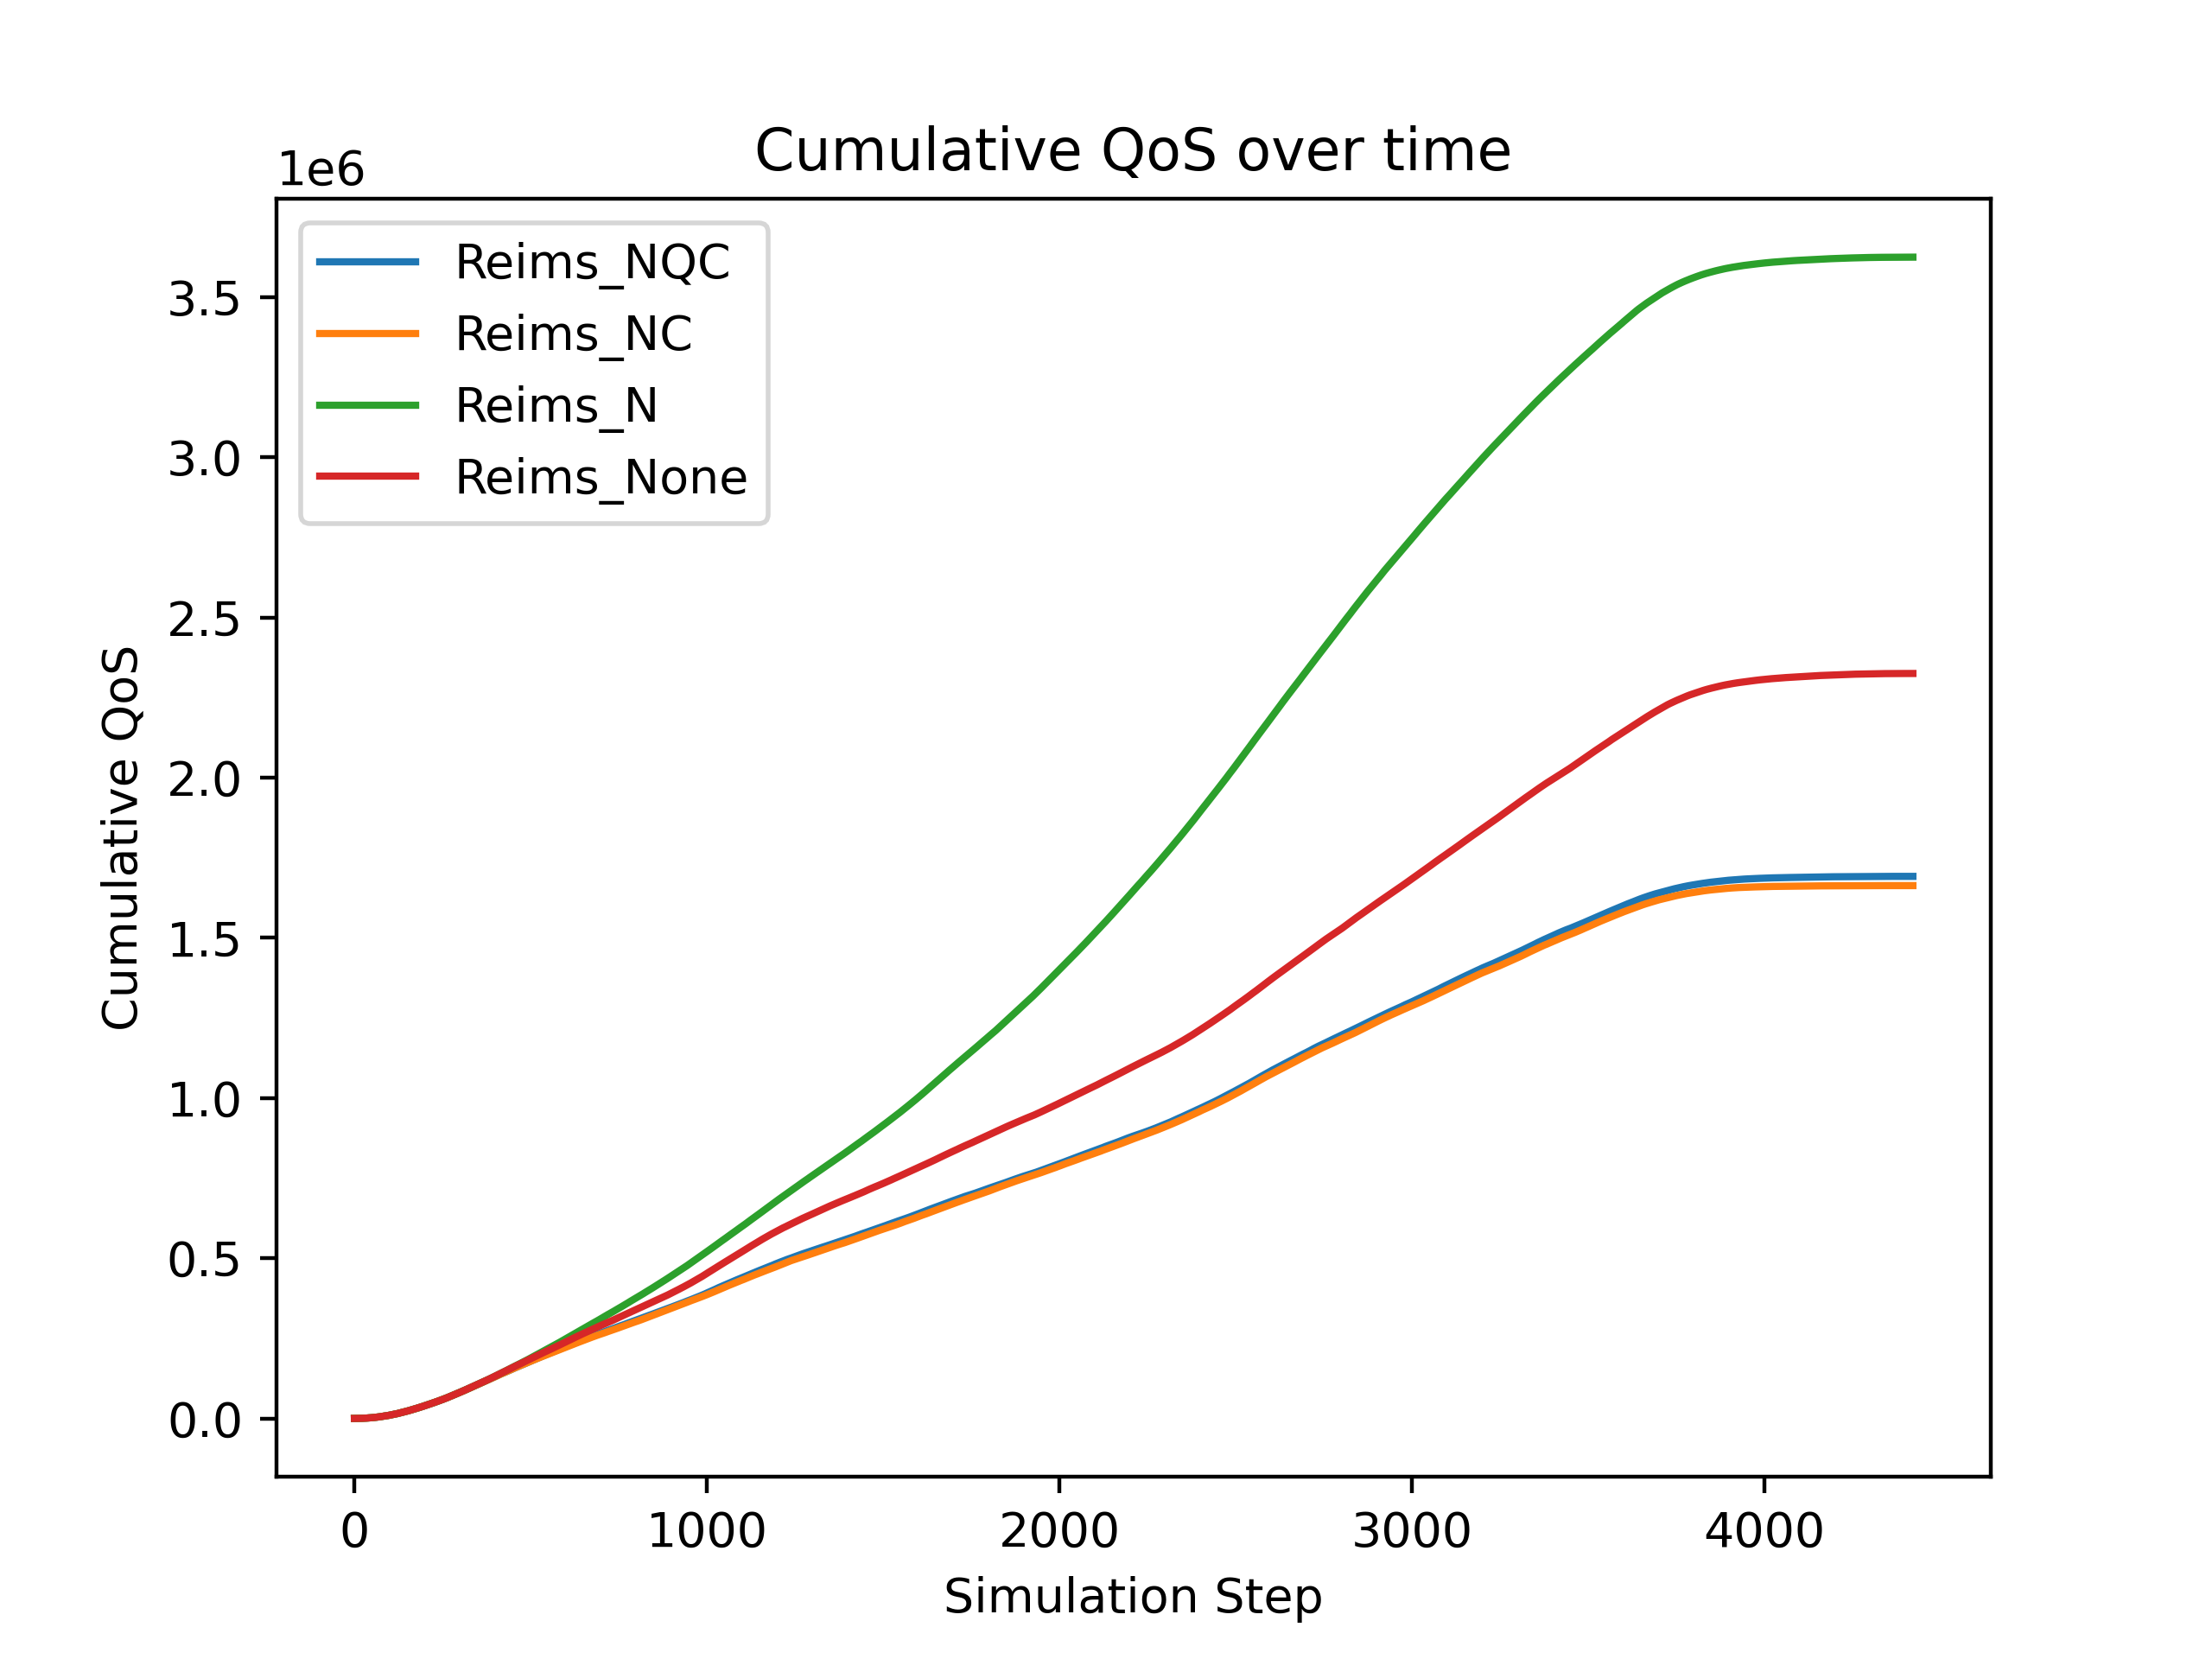 Cumulative QoS over time
1e6
Reims_NQC
Reims_NC
Reims_N
Reims_None
3.5
3.0
2.5
2.0
1.5
1.0
0.5
0.0
Cumulative QoS
0 1000 2000 3000 4000
Simulation Step